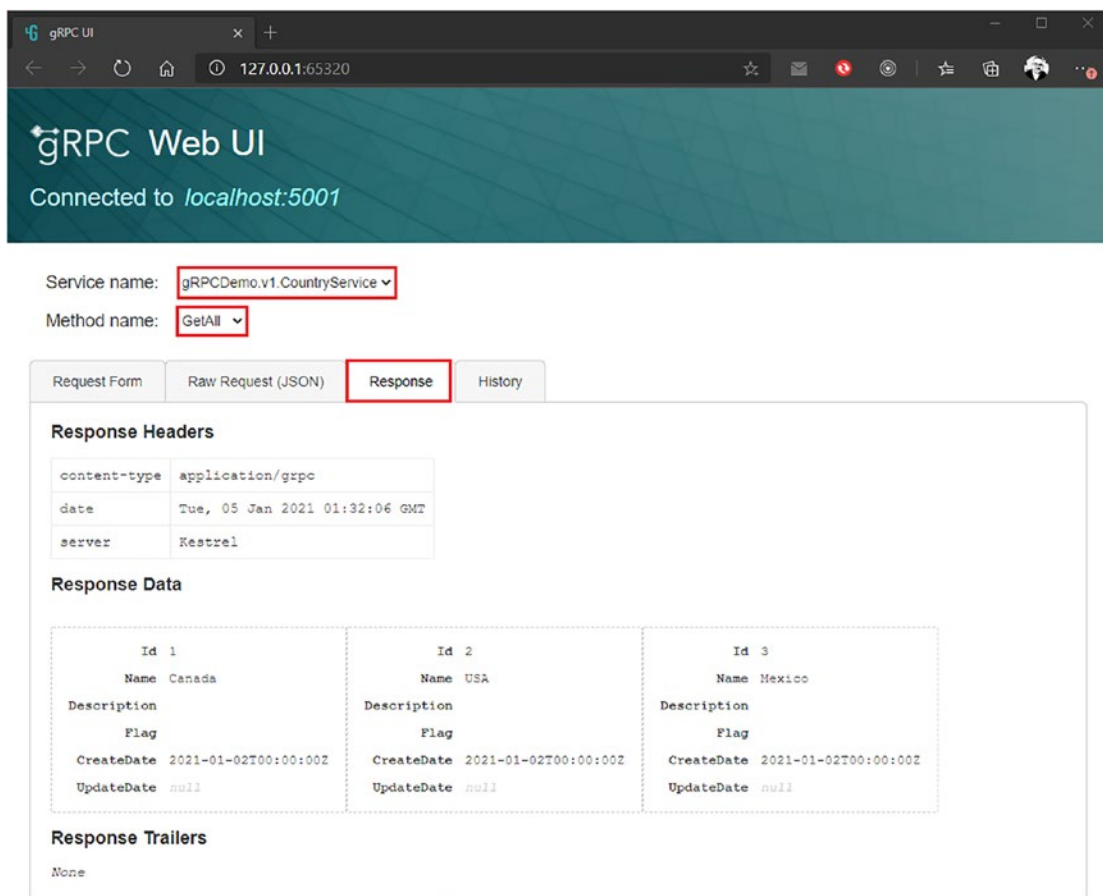 gRPC UI
127.0.0.1:65320
gRPC Web UI
Connected to localhost:5001
Service name: gRPCDemo.v1.CountryService
Method name: GetAll
Request Form Raw Request (JSON) Response History
Response Headers
content-type application/grpc
date Tue, 05 Jan 2021 01:32:06 GMT
server Kestrel
Response Data
Id 1 Id 2 Id 3
Name Canada Name USA Name Mexico
Description Description Description
Flag Flag Flag
CreateDate 2021-01-02T00:00:00Z CreateDate 2021-01-02T00:00:00Z CreateDate 2021-01-02T00:00:00Z
UpdateDate null UpdateDate null UpdateDate null
Response Trailers
None